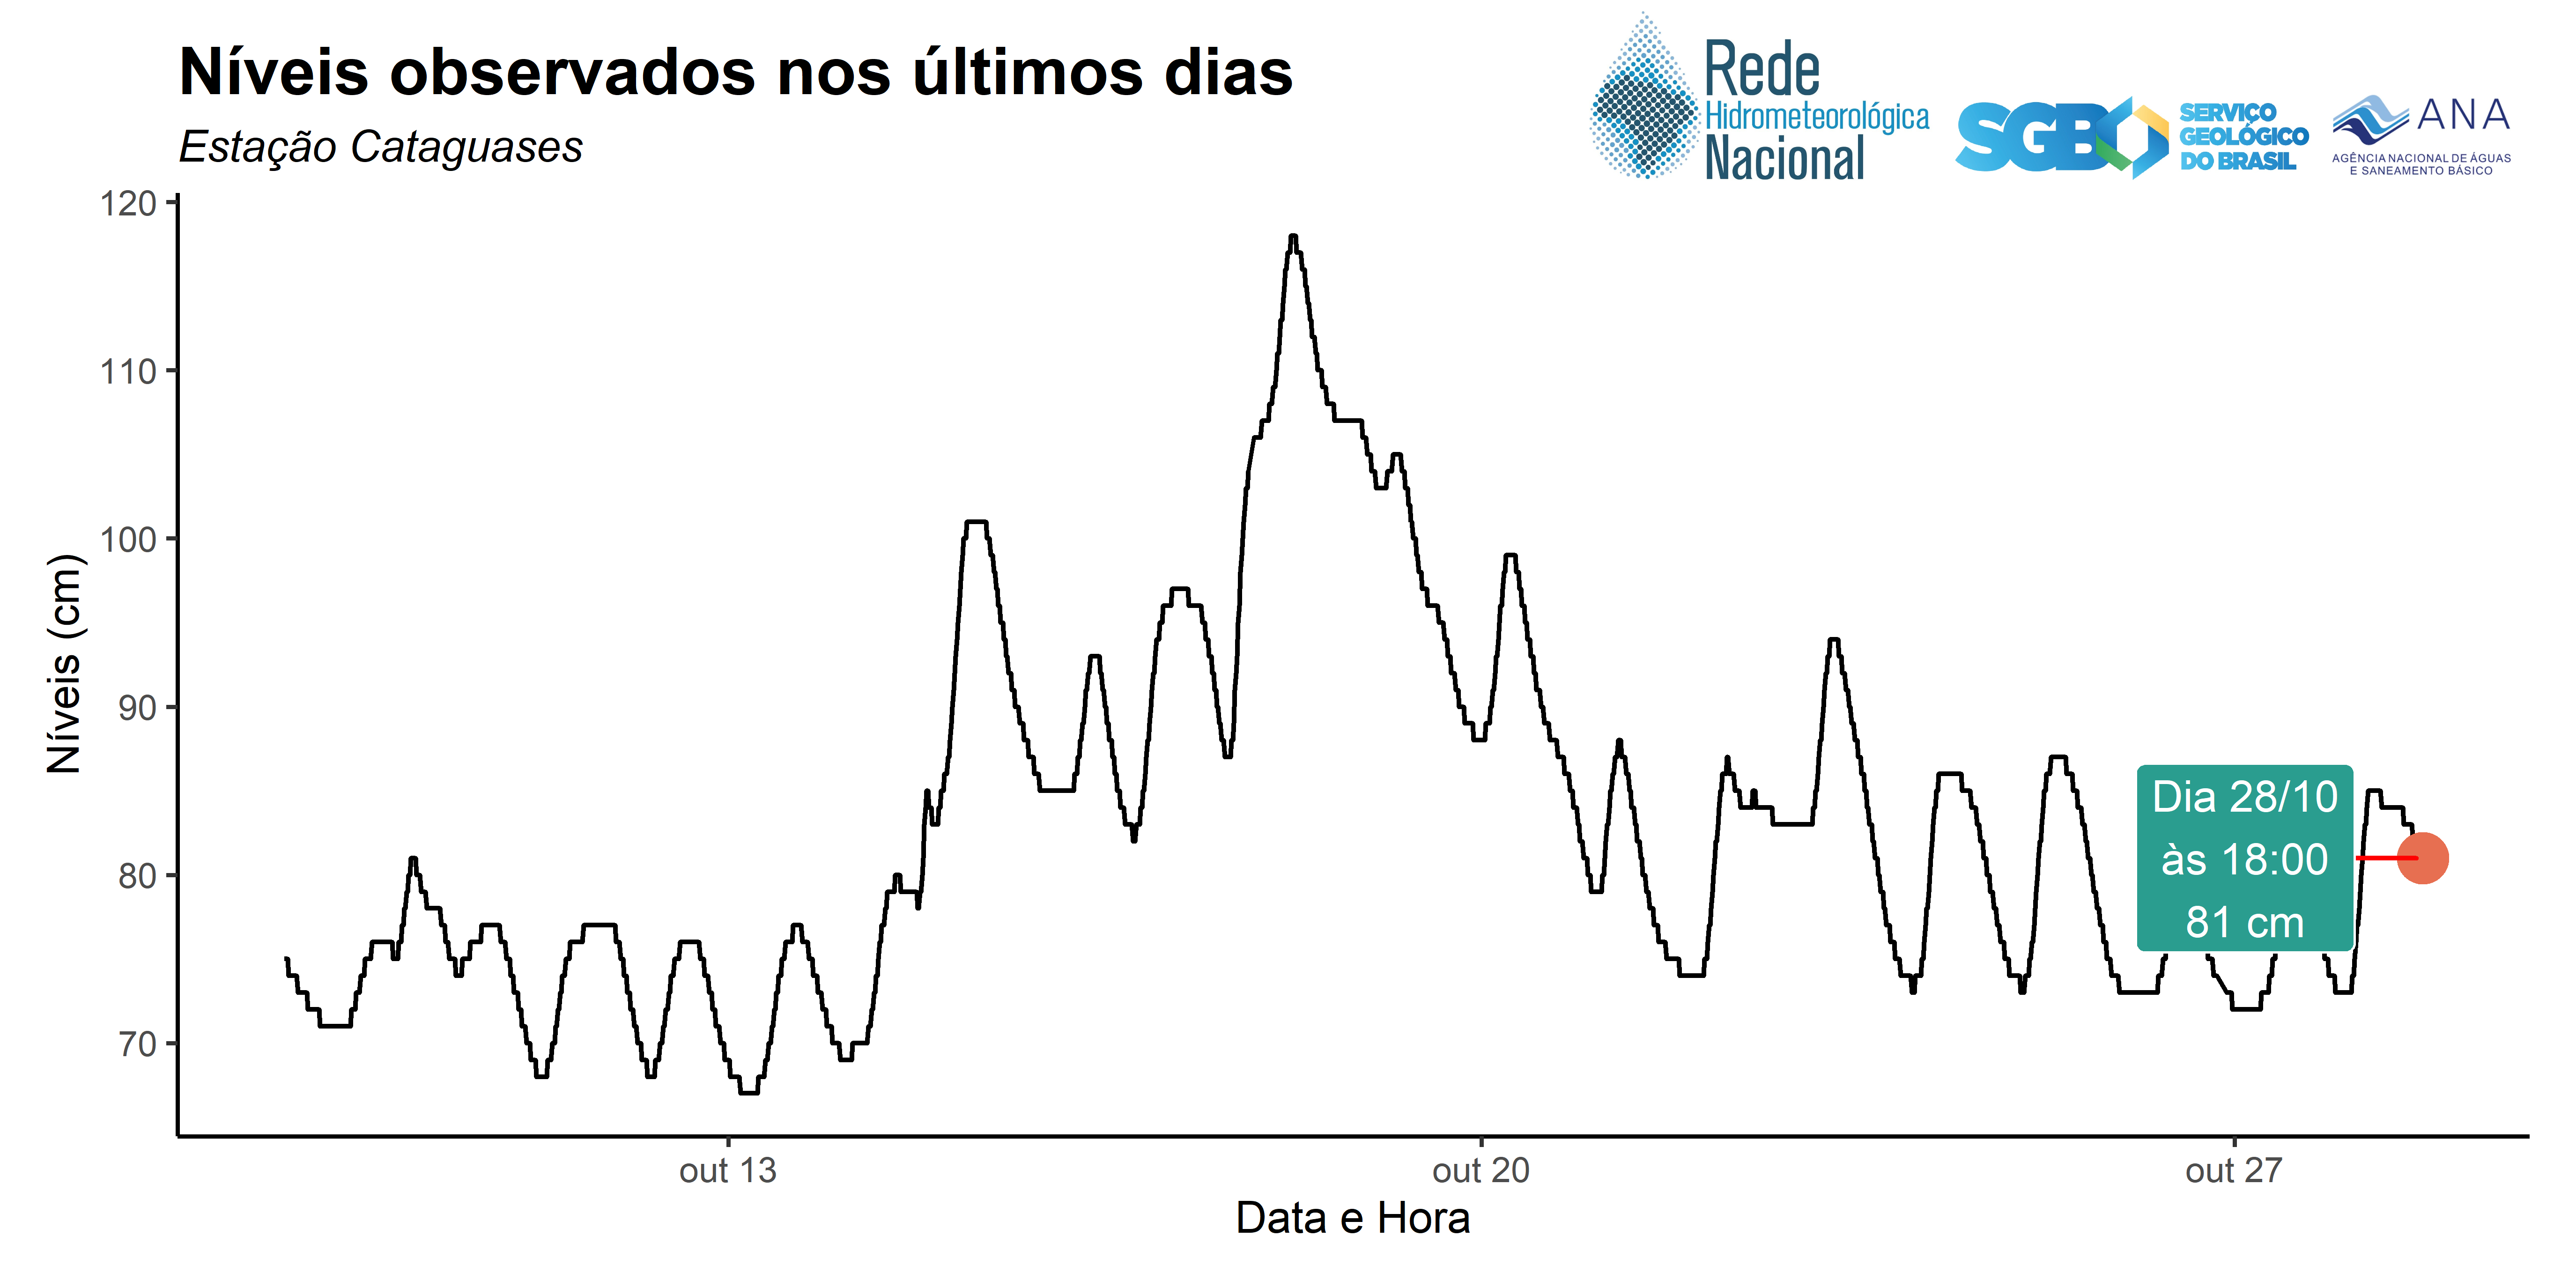 Níveis observados nos últimos dias
Estação Cataguases
Rede
Hidrometeorológica
Nacional
SGB
SERVIÇO
GEOLÓGICO
DO BRASIL
ANA
AGÊNCIA NACIONAL DE ÁGUAS
E SANEAMENTO BÁSICO
Níveis (cm)
120
110
100
90
80
70
Dia 28/10
às 18:00
81 cm
out 13
out 20
out 27
Data e Hora